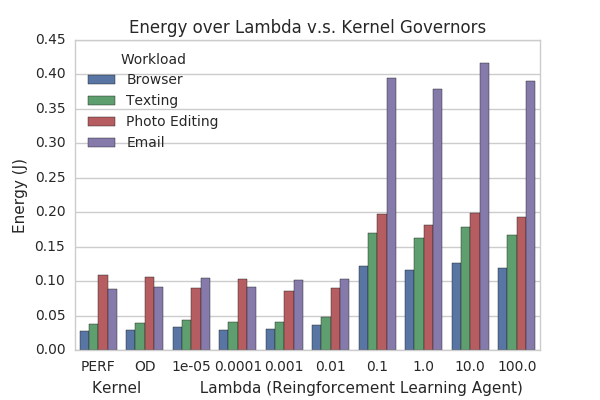 Energy over Lambda v.s. Kernel Governors
0.45
0.40
0.35
0.30
0.25
0.20
0.15
0.10
0.05
0.00
Energy (J)
Workload
Browser
Texting
Photo Editing
Email
PERF OD 1e-05 0.0001 0.001 0.01 0.1 1.0 10.0 100.0
Kernel Lambda (Reingforcement Learning Agent)